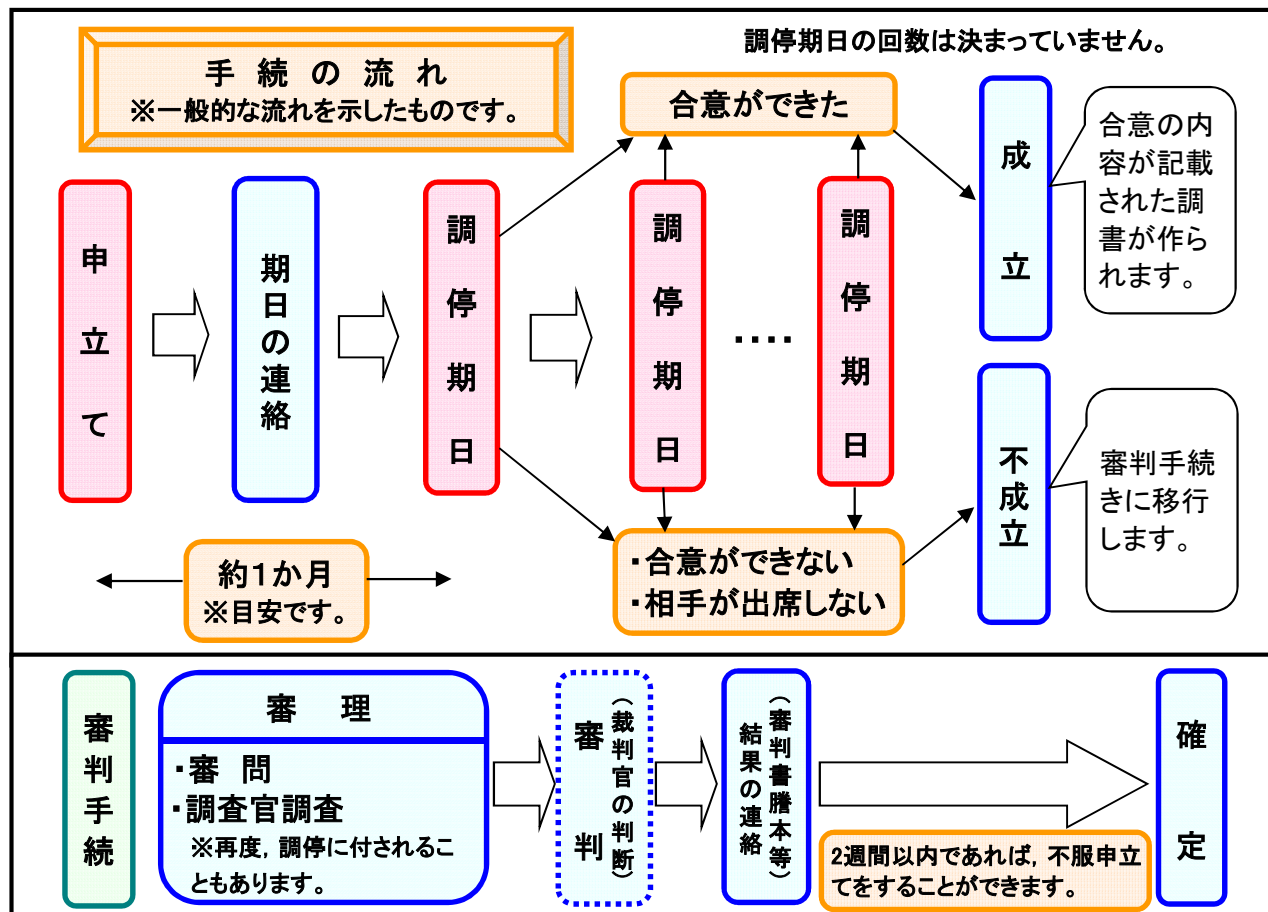 手続の流れ
※一般的な流れを示したものです。
調停期日の回数は決まっていません。
合意ができた
申立て
期日の連絡
調停期日
調停期日
‥‥
調停期日
成立
合意の内
容が記載
された調
書が作ら
れます。
不成立
審判手続
きに移行
します。
約1か月
※目安です。
・合意ができない
・相手が出席しない
審判手続
審理
・審問
・調査官調査
※再度，調停に付されるこ
ともあります。
審判
（裁判官の判断）
結果の連絡
（審判書謄本等）
2週間以内であれば，不服申立
てをすることができます。
確定